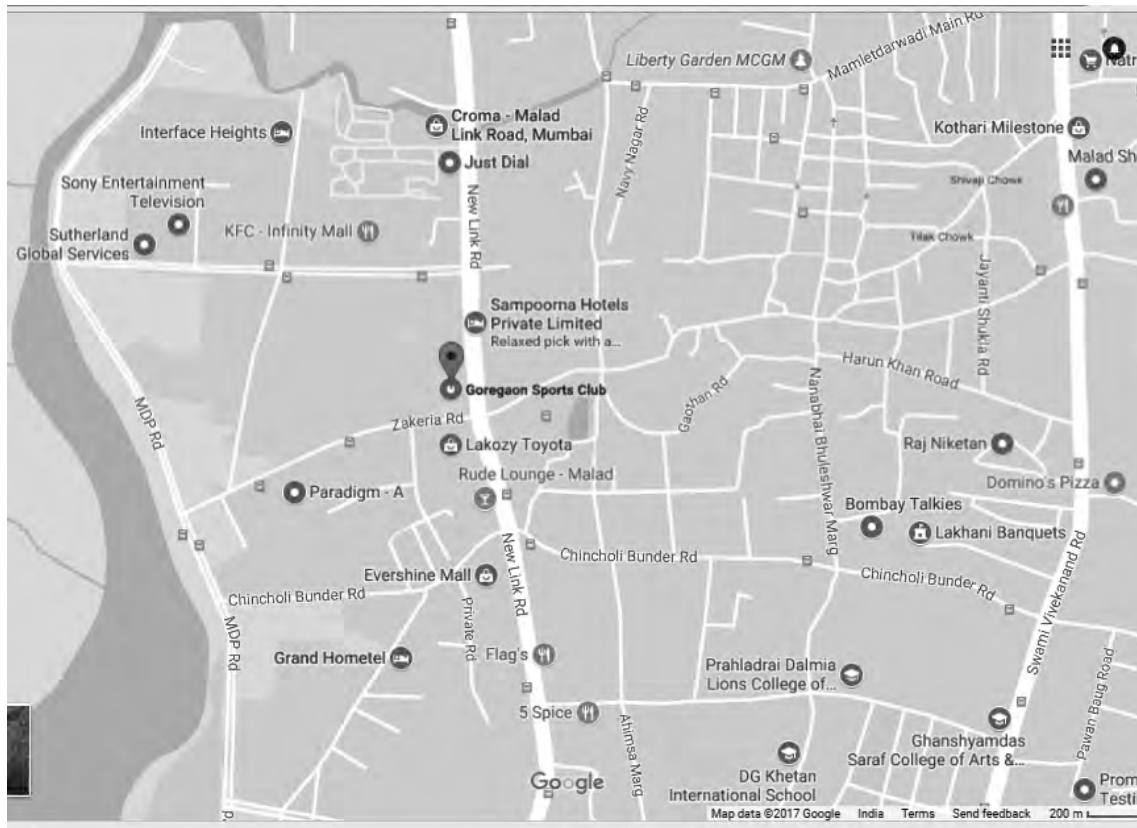 Liberty Garden MCGM
Mamletdarwadi Main Rd
Croma - Malad
Link Road, Mumbai
Interface Heights
Kothari Milestone
Just Dial
Navy Nagar Rd
Malad Sh
Shivaji Chowk
Sony Entertainment
Television
New Link Rd
KFC - Infinity Mall
Sutherland
Global Services
Tilak Chowk
Jayanti Shukla Rd
Sampoorna Hotels
Private Limited
Relaxed pick with a...
Harun Khan Road
Goregaon Sports Club
Gaothan Rd
Nanabhai Bhuleshwar Marg
MDP Rd
Zakeria Rd
Lakozy Toyota
Raj Niketan
Rude Lounge - Malad
Domino's Pizza
Paradigm - A
Bombay Talkies
Lakhani Banquets
Chincholi Bunder Rd
New Link Rd
Evershine Mall
Chincholi Bunder Rd
Chincholi Bunder Rd
Swami Vivekanand Rd
Private Rd
MDP Rd
Grand Hometel
Flag's
Prahladrai Dalmia
Lions College of...
Pawan Baug Road
5 Spice
Ahimsa Marg
Ghanshyamdas
Saraf College of Arts &...
DG Khetan
International School
Google
Prom
Testi
Map data ©2017 Google India Terms Send feedback 200 m